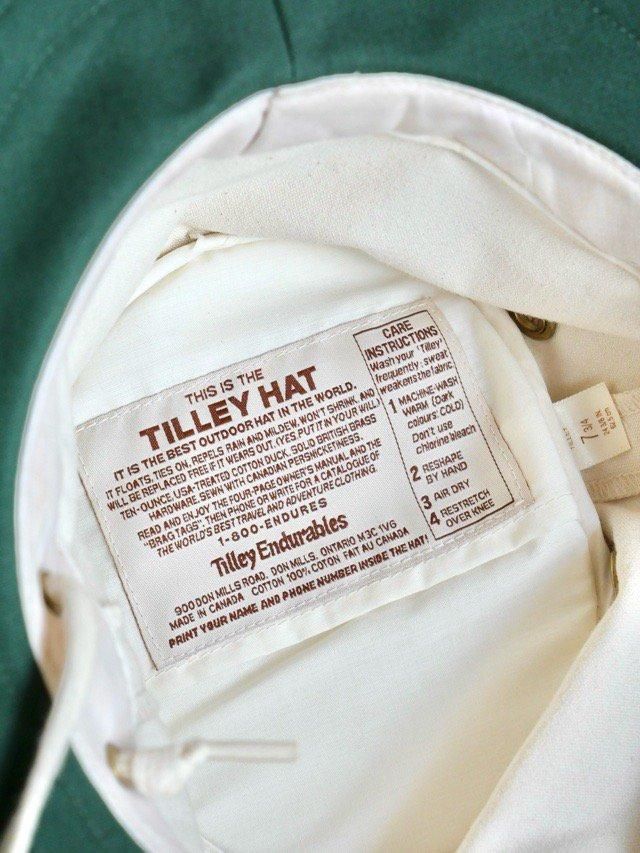 THIS IS THE
TILLEY HAT
IT IS THE BEST OUTDOOR HAT IN THE WORLD.
IT FLOATS, TIES ON, REPELS RAIN AND MILDEW, WON'T SHRINK, AND
WILL BE REPLACED FREE IF IT WEARS OUT. (YES, PUT IT IN YOUR WILL)
TEN-OUNCE USA-TREATED COTTON DUCK, SOLID BRITISH BRASS
HARDWARE, SEWN WITH CANADIAN PERSNICKETINESS.
READ AND ENJOY THE FOUR-PAGE OWNER'S MANUAL AND THE
"BRAG TAGS". THEN PHONE OR WRITE FOR A CATALOGUE OF
THE WORLD'S BEST TRAVEL AND ADVENTURE CLOTHING.
1-800-ENDURES
Tilley Endurables
900 DON MILLS ROAD, DON MILLS, ONTARIO M3C 1V6
MADE IN CANADA COTTON 100% COTON FAIT AU CANADA
PRINT YOUR NAME AND PHONE NUMBER INSIDE THE HAT!
CARE
INSTRUCTIONS
Wash your 'Tilley'
frequently: sweat
weakens the fabric.
1 MACHINE-WASH
WARM (Dark
colours: COLD)
Don't use
chlorine bleach
2 RESHAPE
BY HAND
3 AIR DRY
4 RESTRETCH
OVER KNEE
7 3/4